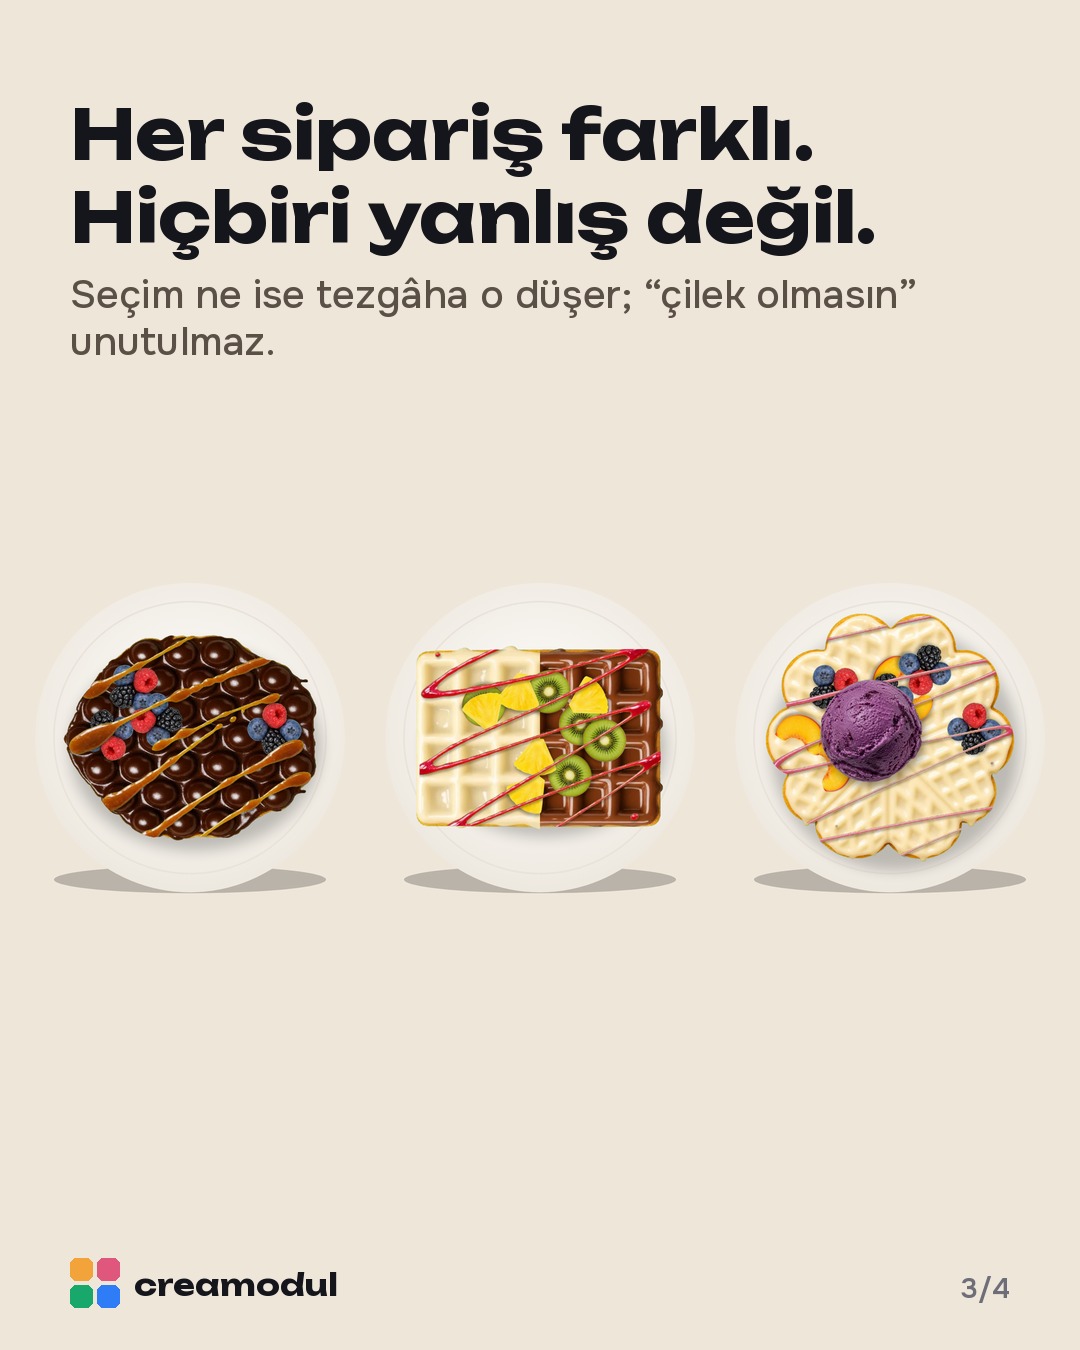 Her sipariş farklı.
Hiçbiri yanlış değil.
Seçim ne ise tezgâha o düşer; “çilek olmasın”
unutulmaz.
creamodul
3/4